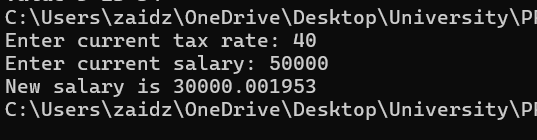 C:\Users\zaidz\OneDrive\Desktop\University\
Enter current tax rate: 40
Enter current salary: 50000
New salary is 30000.001953
C:\Users\zaidz\OneDrive\Desktop\University\